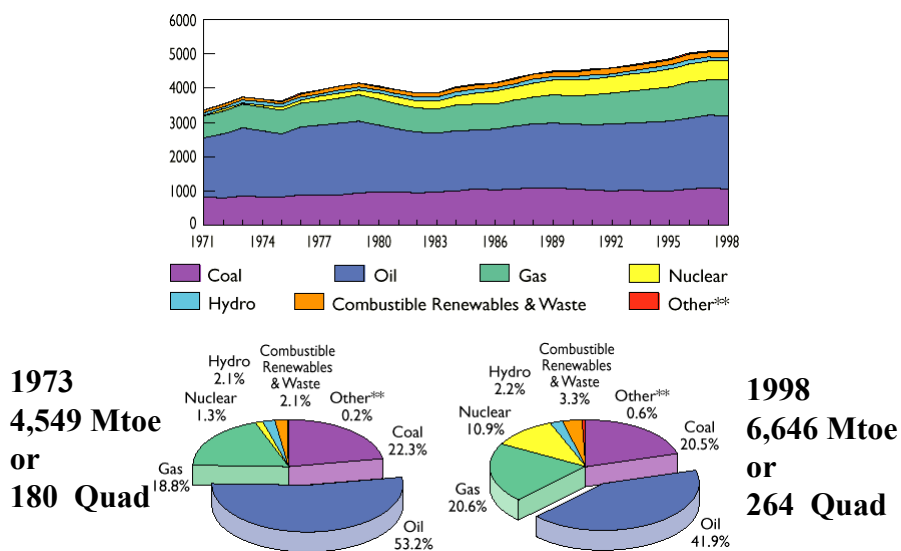 6000
5000
4000
3000
2000
1000
0
1971 1974 1977 1980 1983 1986 1989 1992 1995 1998
Coal Oil Gas Nuclear
Hydro Combustible Renewables & Waste Other**
1973
4,549 Mtoe
or
180 Quad
Hydro
2.1%
Combustible
Renewables
& Waste
2.1%
Nuclear
1.3%
Other**
0.2%
Coal
22.3%
Gas
18.8%
Oil
53.2%
Hydro
2.2%
Combustible
Renewables
& Waste
3.3%
Nuclear
10.9%
Other**
0.6%
Coal
20.5%
Gas
20.6%
Oil
41.9%
1998
6,646 Mtoe
or
264 Quad